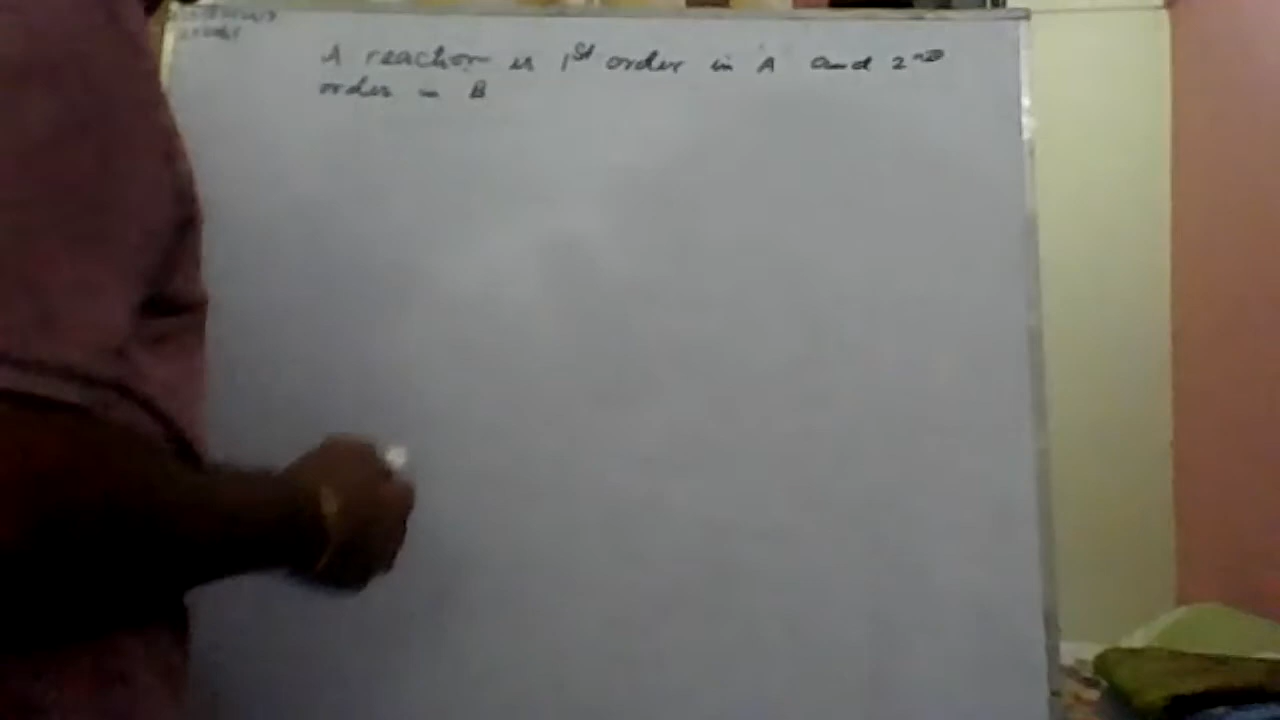 A reaction is 1st order in A and 2nd
order in B